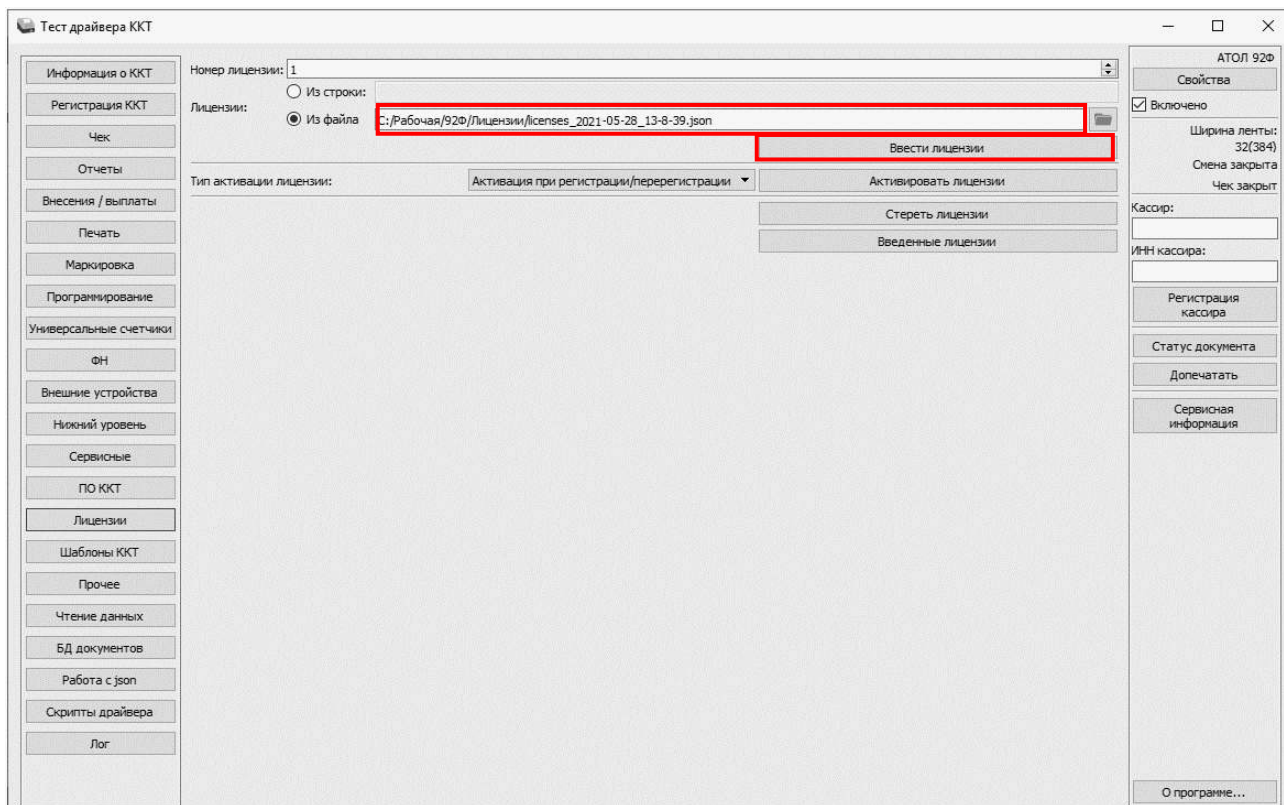 Тест драйвера ККТ
Информация о ККТ
Регистрация ККТ
Чек
Отчеты
Внесения / выплаты
Печать
Маркировка
Программирование
Универсальные счетчики
ФН
Внешние устройства
Нижний уровень
Сервисные
ПО ККТ
Лицензии
Шаблоны ККТ
Прочее
Чтение данных
БД документов
Работа с json
Скрипты драйвера
Лог
Номер лицензии: 1
Лицензии:
Из строки:
Из файла C:/Рабочая/92Ф/Лицензии/licenses_2021-05-28_13-8-39.json
Ввести лицензии
Тип активации лицензии: Активация при регистрации/перерегистрации Активировать лицензии
Стереть лицензии
Введенные лицензии
АТОЛ 92Ф
Свойства
Включено
Ширина ленты:
32(384)
Смена закрыта
Чек закрыт
Кассир:
ИНН кассира:
Регистрация
кассира
Статус документа
Допечатать
Сервисная
информация
О программе...